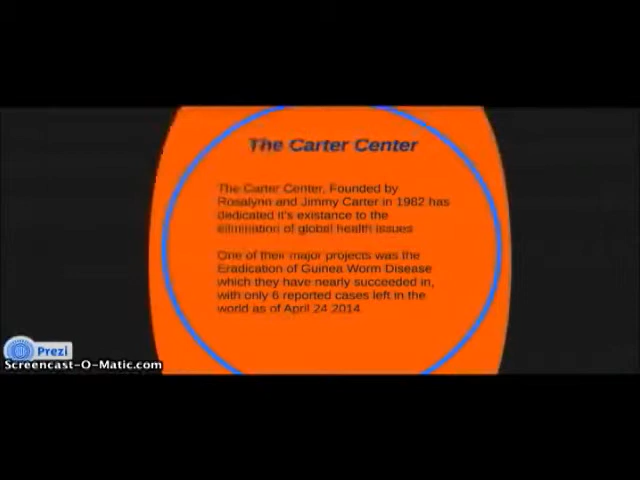 The Carter Center
The Carter Center, Founded by
Rosalynn and Jimmy Carter in 1982 has
dedicated it's existance to the
elimination of global health issues
One of their major projects was the
Eradication of Guinea Worm Disease
which they have nearly succeeded in,
with only 6 reported cases left in the
world as of April 24 2014
Prezi
Screencast-O-Matic.com